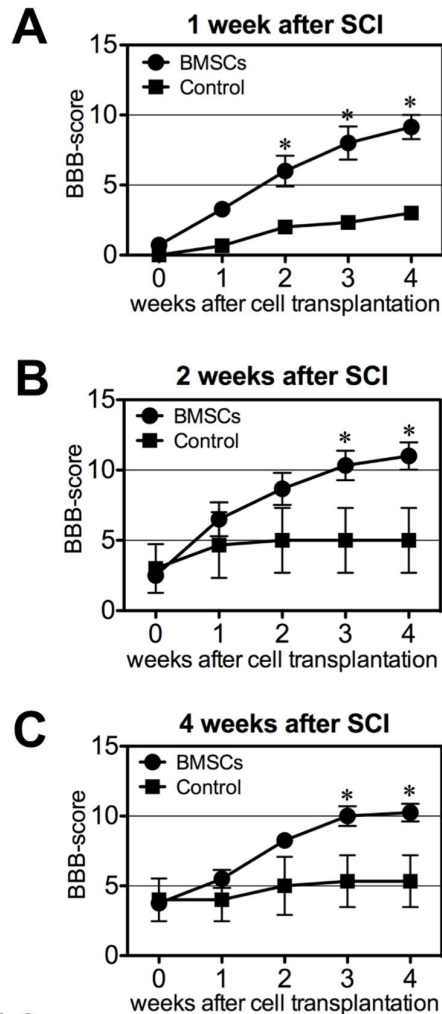 A
1 week after SCI
15
BMSCs
Control
10
BBB-score
5
0
* * *
0 1 2 3 4
weeks after cell transplantation
B
2 weeks after SCI
15
BMSCs
Control
10
BBB-score
5
0
* *
0 1 2 3 4
weeks after cell transplantation
C
4 weeks after SCI
15
BMSCs
Control
10
BBB-score
5
0
* *
0 1 2 3 4
weeks after cell transplantation